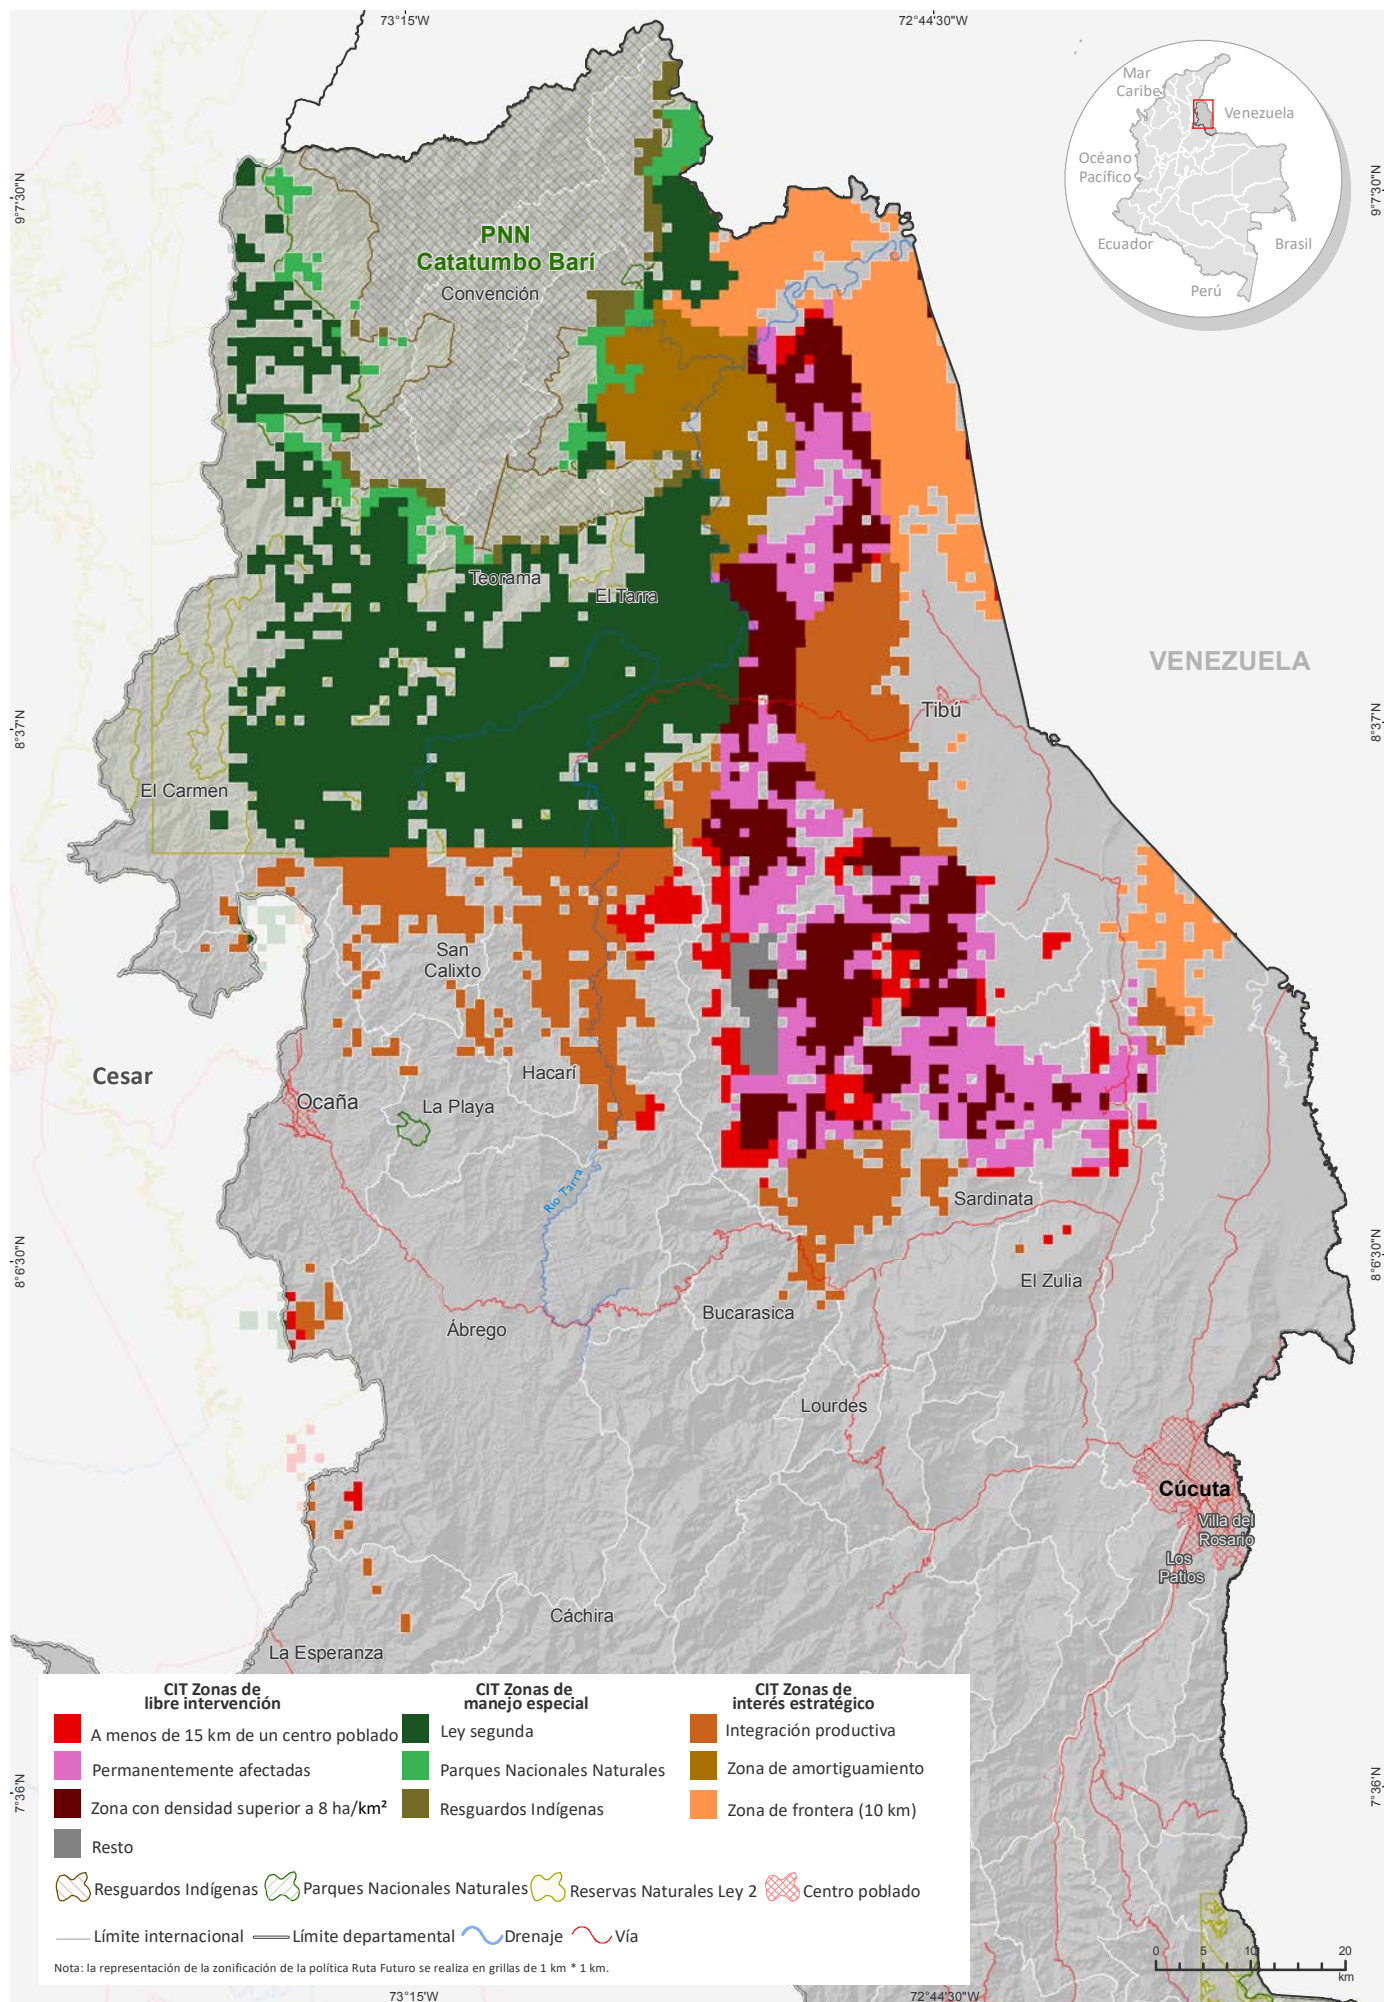 73°15'W
72°44'30"W
Mar
Caribe
Venezuela
Océano
Pacífico
Ecuador
Brasil
Perú
9°7'30"N
9°7'30"N
PNN
Catatumbo Barí
Convención
Teorama
El Tarra
VENEZUELA
Tibú
8°37'N
8°37'N
El Carmen
San
Calixto
Cesar
Hacarí
Ocaña
La Playa
Río Tarra
Sardinata
8°6'30"N
8°6'30"N
El Zulia
Bucarasica
Ábrego
Lourdes
Cúcuta
Villa del
Rosario
Los
Patios
Cáchira
La Esperanza
7°36'N
7°36'N
CIT Zonas de
libre intervención
A menos de 15 km de un centro poblado
Permanentemente afectadas
Zona con densidad superior a 8 ha/km²
Resto
CIT Zonas de
manejo especial
Ley segunda
Parques Nacionales Naturales
Resguardos Indígenas
CIT Zonas de
interés estratégico
Integración productiva
Zona de amortiguamiento
Zona de frontera (10 km)
Resguardos Indígenas
Parques Nacionales Naturales
Reservas Naturales Ley 2
Centro poblado
Límite internacional
Límite departamental
Drenaje
Vía
Nota: la representación de la zonificación de la política Ruta Futuro se realiza en grillas de 1 km * 1 km.
0 5 10 20
km
73°15'W
72°44'30"W